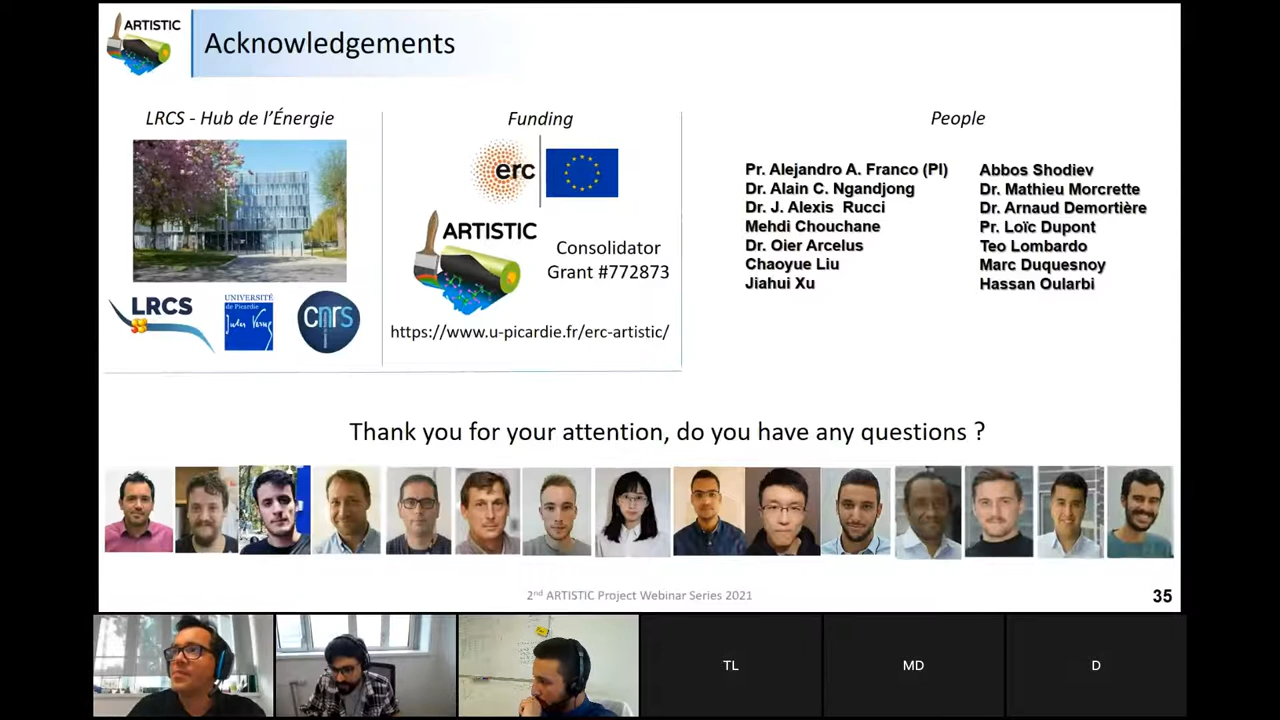 ARTISTIC
Acknowledgements
LRCS - Hub de l'Énergie
LRCS
UNIVERSITÉ
de Picardie
Jules Verne
cnrs
Funding
erc
ARTISTIC
Consolidator
Grant #772873
https://www.u-picardie.fr/erc-artistic/
People
Pr. Alejandro A. Franco (PI)
Dr. Alain C. Ngandjong
Dr. J. Alexis Rucci
Mehdi Chouchane
Dr. Oier Arcelus
Chaoyue Liu
Jiahui Xu
Abbos Shodiev
Dr. Mathieu Morcrette
Dr. Arnaud Demortière
Pr. Loïc Dupont
Teo Lombardo
Marc Duquesnoy
Hassan Oularbi
Thank you for your attention, do you have any questions ?
2nd ARTISTIC Project Webinar Series 2021
35
TL
MD
D